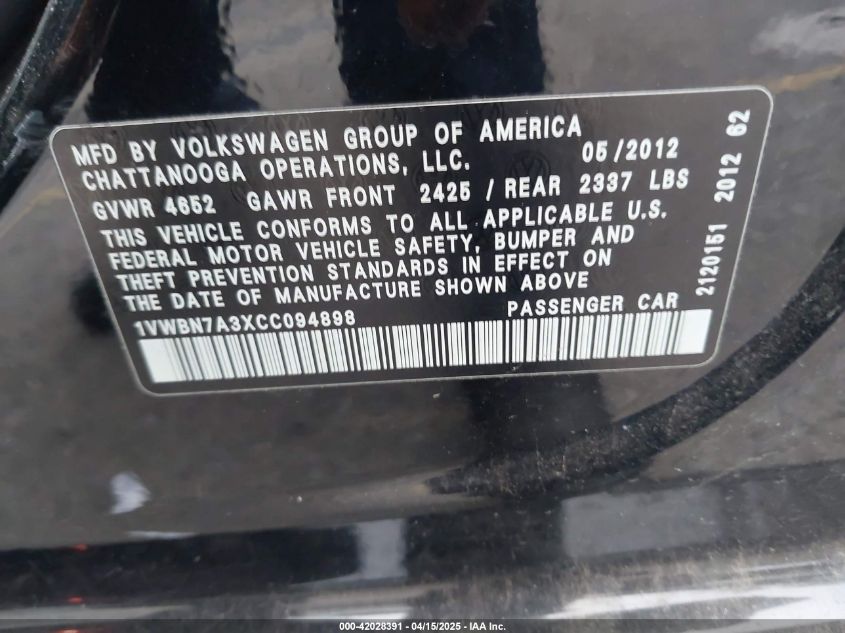 MFD BY VOLKSWAGEN GROUP OF AMERICA
CHATTANOOGA OPERATIONS, LLC. 05/2012
GVWR 4652 GAWR FRONT 2425 / REAR 2337 LBS
THIS VEHICLE CONFORMS TO ALL APPLICABLE U.S.
FEDERAL MOTOR VEHICLE SAFETY, BUMPER AND
THEFT PREVENTION STANDARDS IN EFFECT ON
THE DATE OF MANUFACTURE SHOWN ABOVE
1VWBN7A3XCC094898 PASSENGER CAR
2120151 2012 62
000-42028391 - 04/15/2025 - IAA Inc.